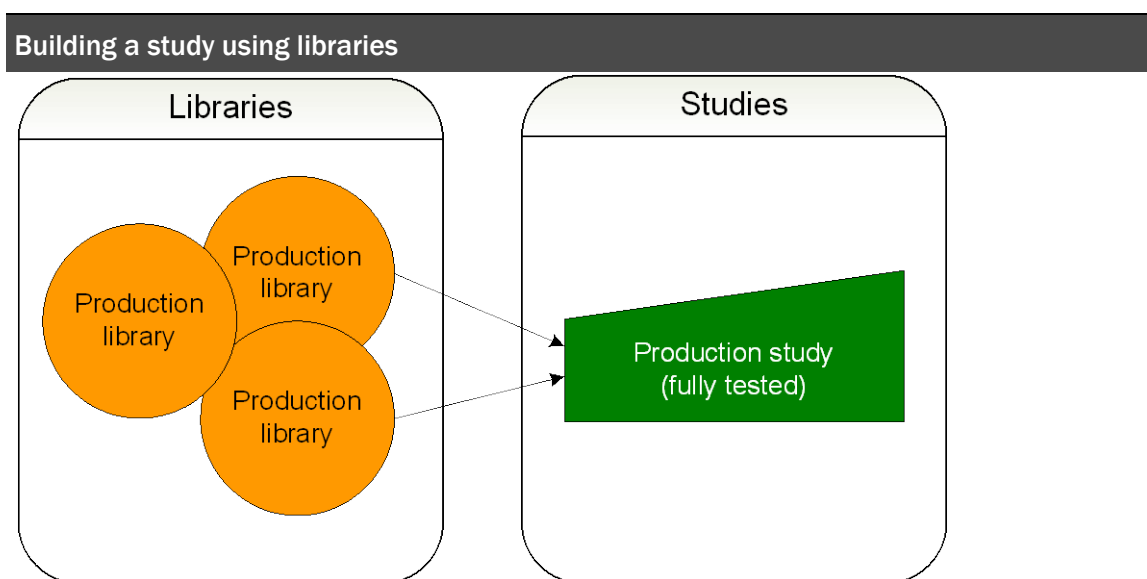 Building a study using libraries
Libraries
Studies
Production
library
Production
library
Production
library
Production study
(fully tested)